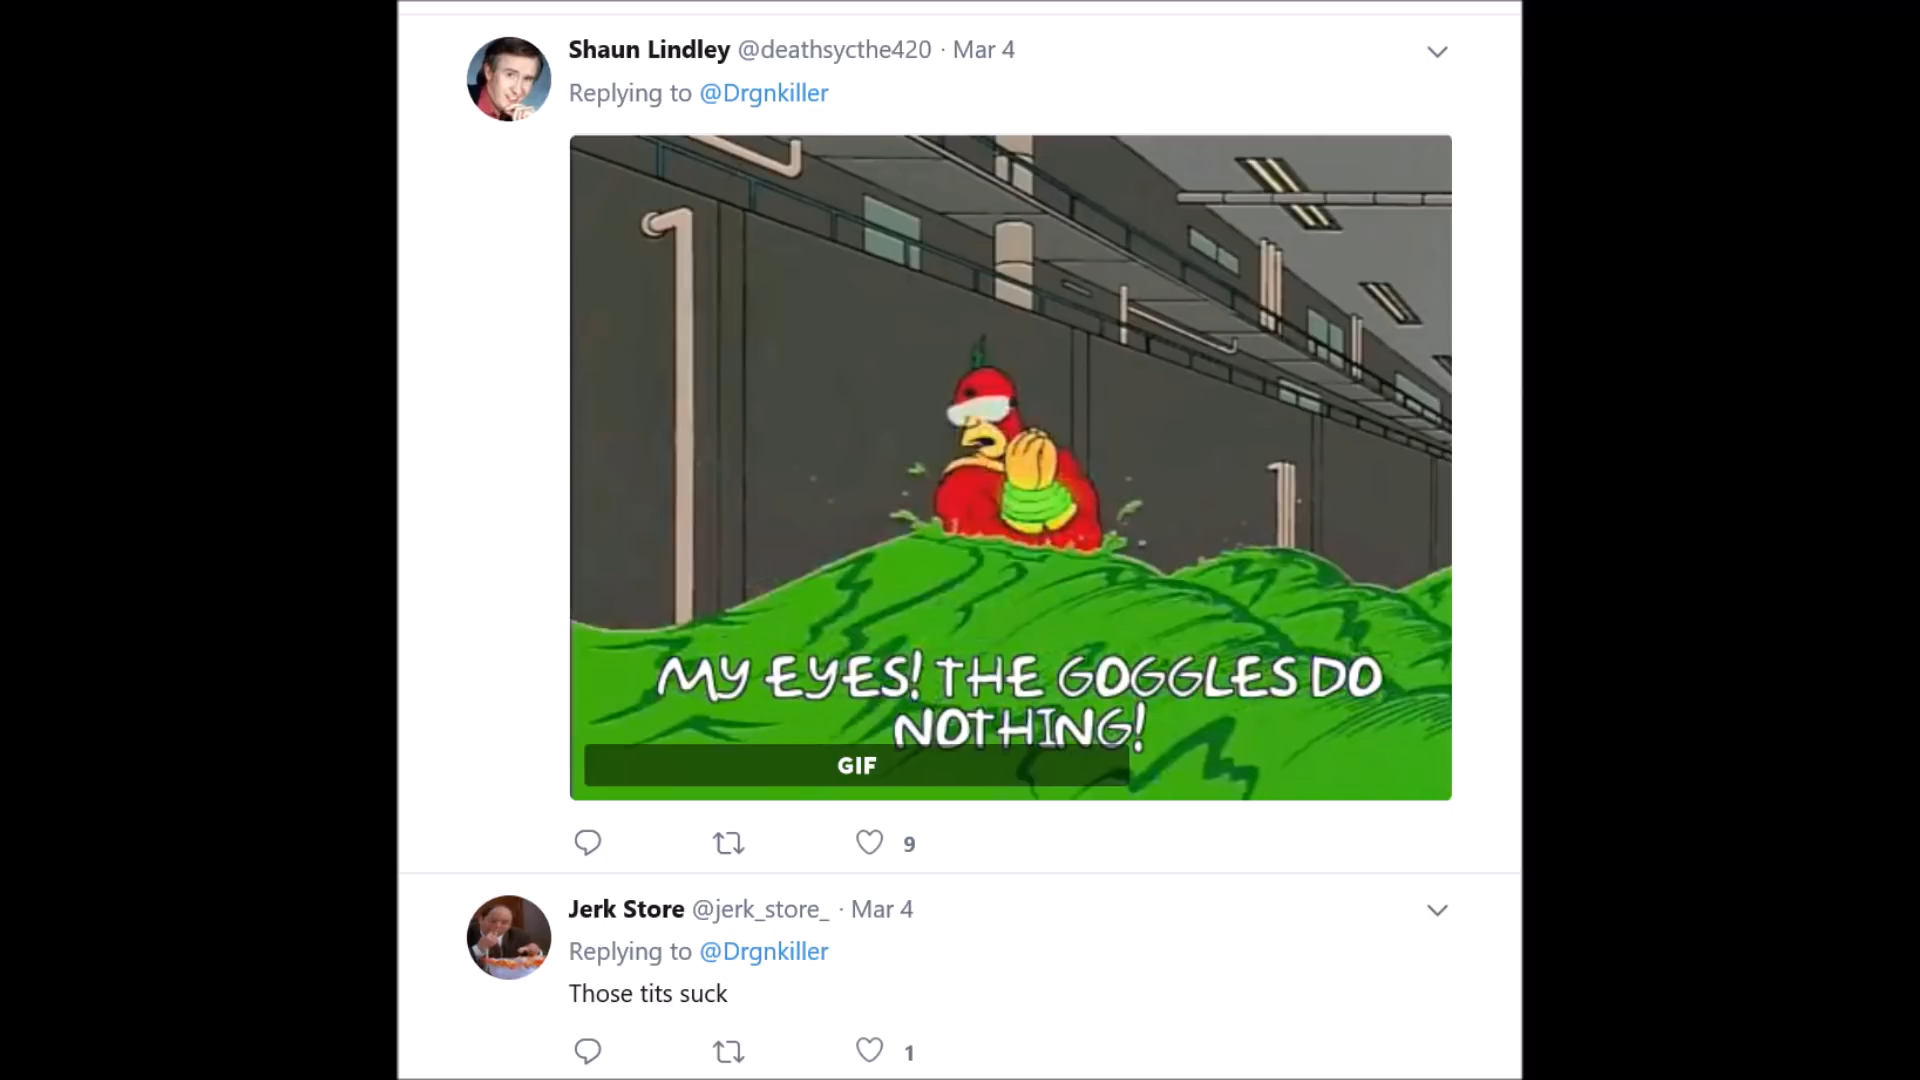 Shaun Lindley @deathsycthe420 · Mar 4
Replying to @Drgnkiller
MY EYES! THE GOGGLES DO
NOTHING!
GIF
9
Jerk Store @jerk_store_ · Mar 4
Replying to @Drgnkiller
Those tits suck
1